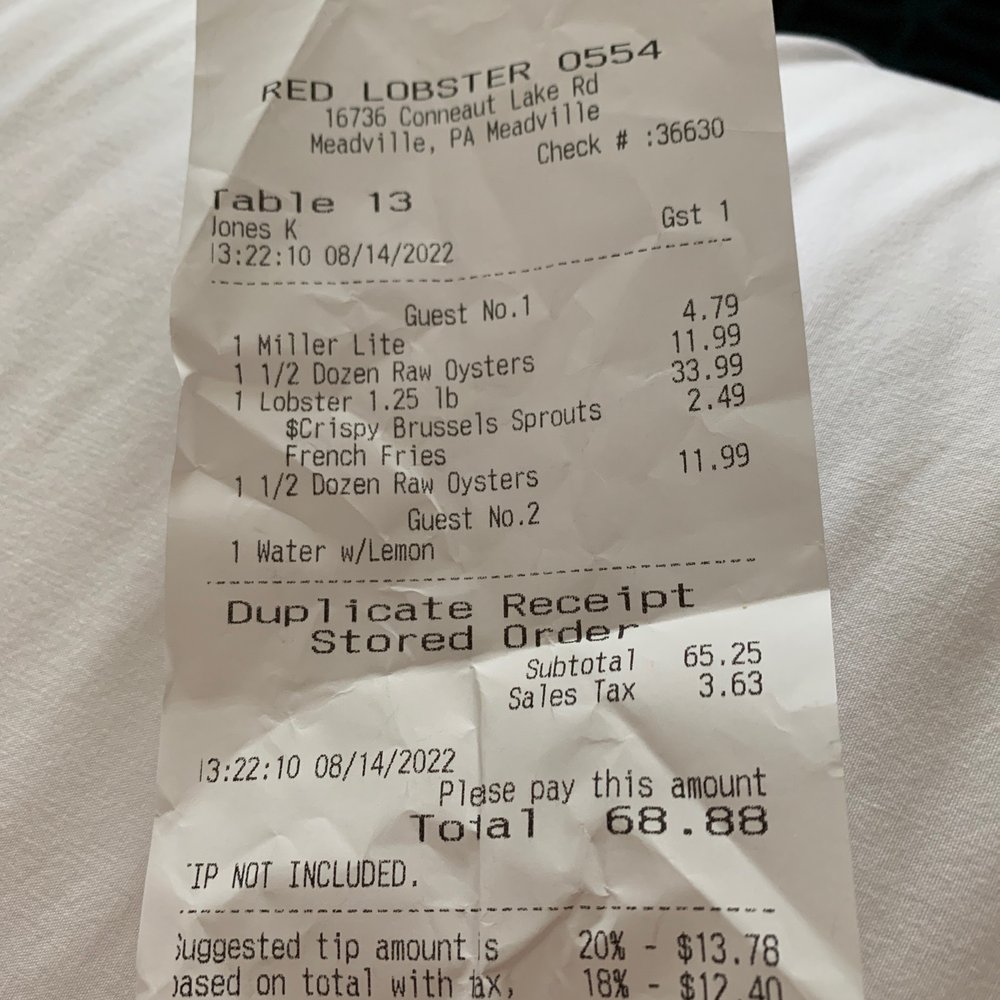 RED LOBSTER 0554
16736 Conneaut Lake Rd
Meadville, PA Meadville
Check # :36630
Table 13
Jones K Gst 1
13:22:10 08/14/2022
Guest No.1
1 Miller Lite 4.79
1 1/2 Dozen Raw Oysters 11.99
1 Lobster 1.25 lb 33.99
$Crispy Brussels Sprouts 2.49
French Fries
1 1/2 Dozen Raw Oysters 11.99
Guest No.2
1 Water w/Lemon
Duplicate Receipt
Stored Order
Subtotal 65.25
Sales Tax 3.63
13:22:10 08/14/2022
Please pay this amount
Total 68.88
TIP NOT INCLUDED.
Suggested tip amount is 20% - $13.78
based on total with tax, 18% - $12.40